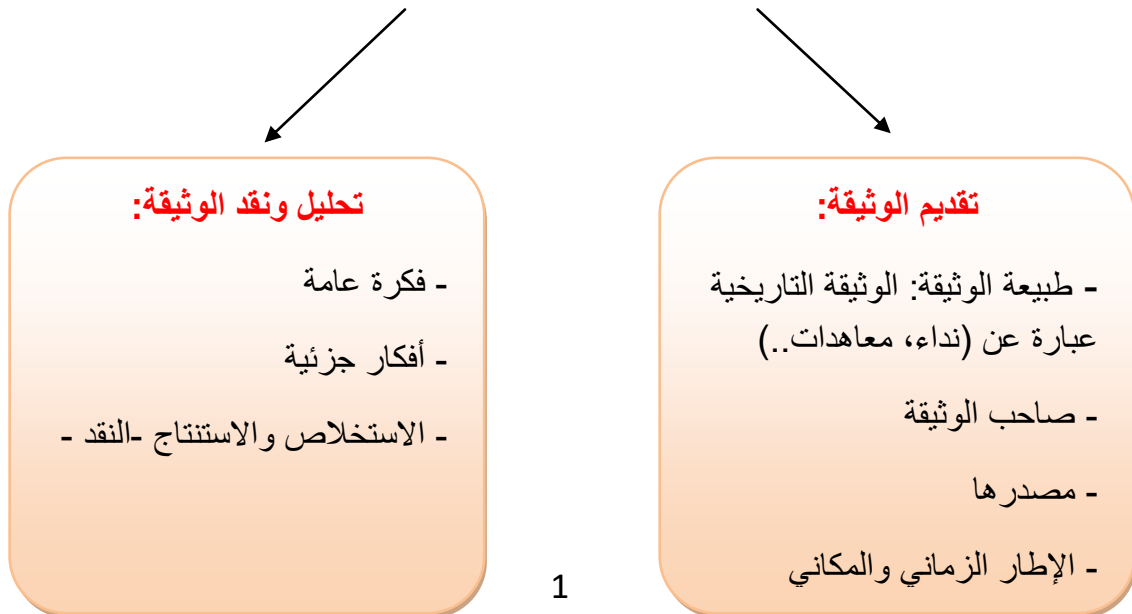 تقديم الوثيقة:
- طبيعة الوثيقة: الوثيقة التاريخية
عبارة عن (نداء، معاهدات..)
- صاحب الوثيقة
- مصدرها
- الإطار الزماني والمكاني
تحليل ونقد الوثيقة:
- فكرة عامة
- أفكار جزئية
- الاستخلاص والاستنتاج -النقد -
1